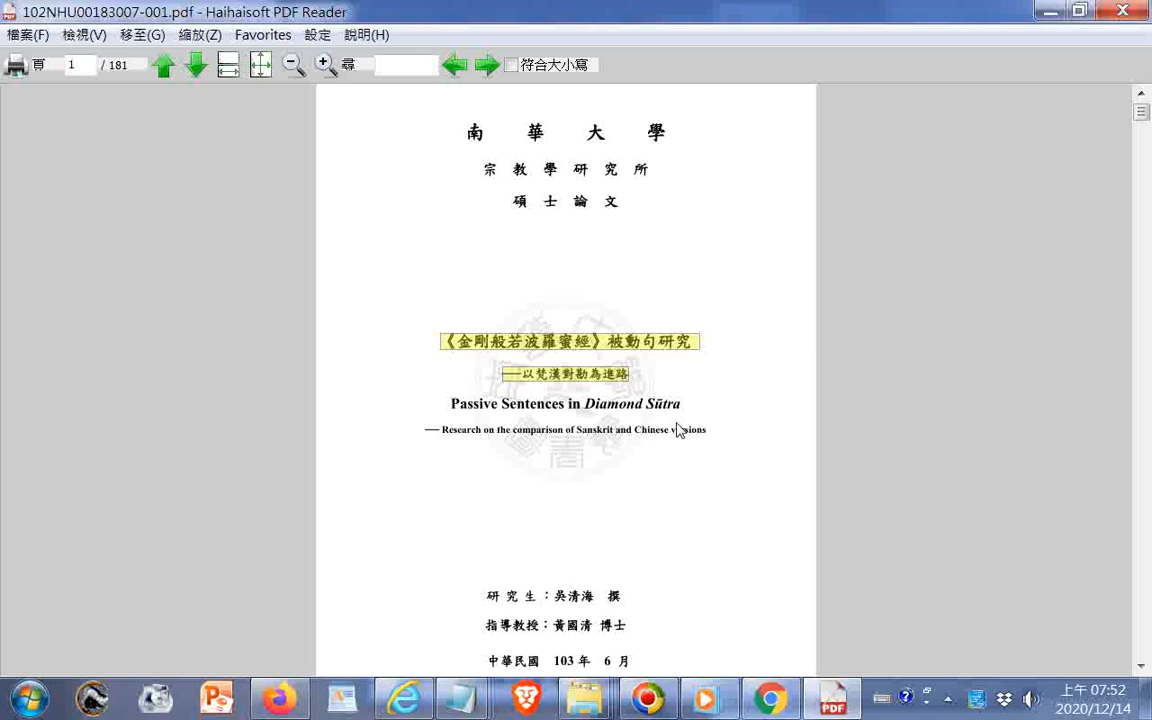 102NHU00183007-001.pdf - Haihaisoft PDF Reader
檔案(F) 檢視(V) 移至(G) 縮放(Z) Favorites 設定 說明(H)
頁 1 / 181 尋 符合大小寫
南 華 大 學
宗 教 學 研 究 所
碩 士 論 文
《金剛般若波羅蜜經》被動句研究
──以梵漢對勘為進路
Passive Sentences in Diamond Sūtra
── Research on the comparison of Sanskrit and Chinese versions
研 究 生：吳清海 撰
指導教授：黃國清 博士
中華民國 103 年 6 月
上午 07:52
2020/12/14